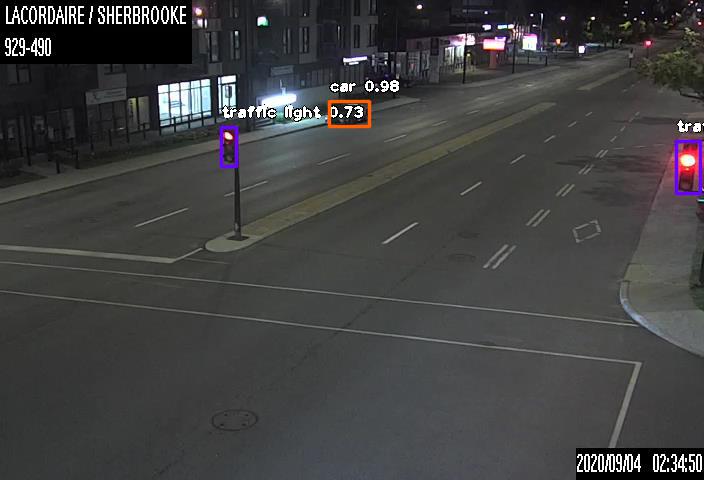 LACORDAIRE / SHERBROOKE
929-490
car 0.98
traffic light 0.73
traf
2020/09/04 02:34:50